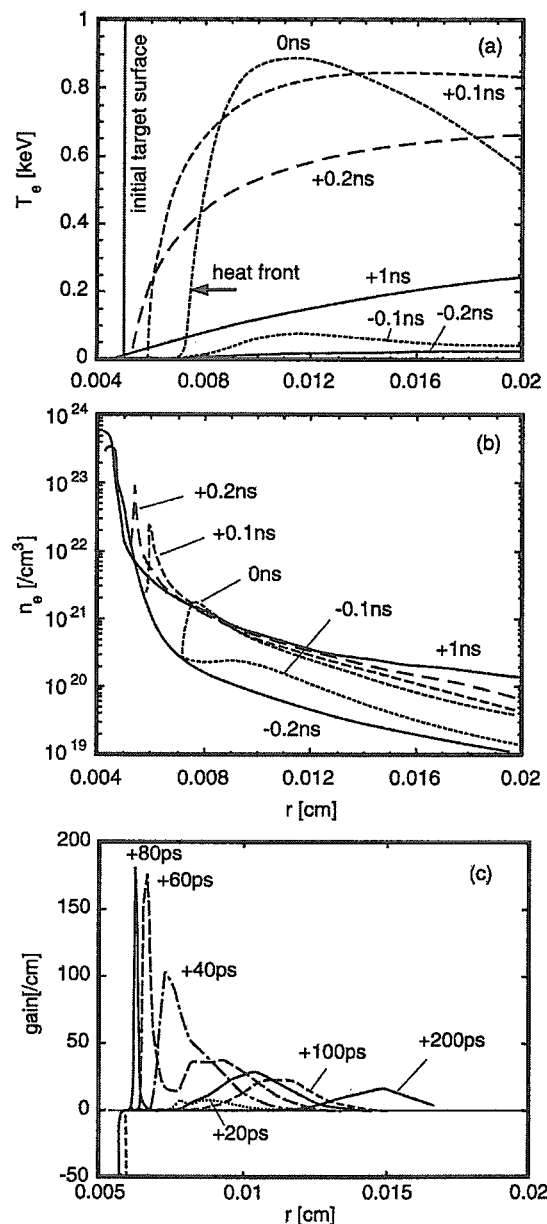 0ns
(a)
+0.1ns
initial target surface
+0.2ns
heat front
+1ns
-0.1ns
-0.2ns
T_e [keV]
1
0.8
0.6
0.4
0.2
0
0.004
0.008
0.012
0.016
0.02
(b)
+0.2ns
+0.1ns
0ns
-0.1ns
+1ns
-0.2ns
n_e [/cm^3]
10^24
10^23
10^22
10^21
10^20
10^19
0.004
0.008
0.012
0.016
0.02
r [cm]
(c)
+80ps
+60ps
+40ps
+100ps
+200ps
+20ps
gain[/cm]
200
150
100
50
0
-50
0.005
0.01
0.015
0.02
r [cm]